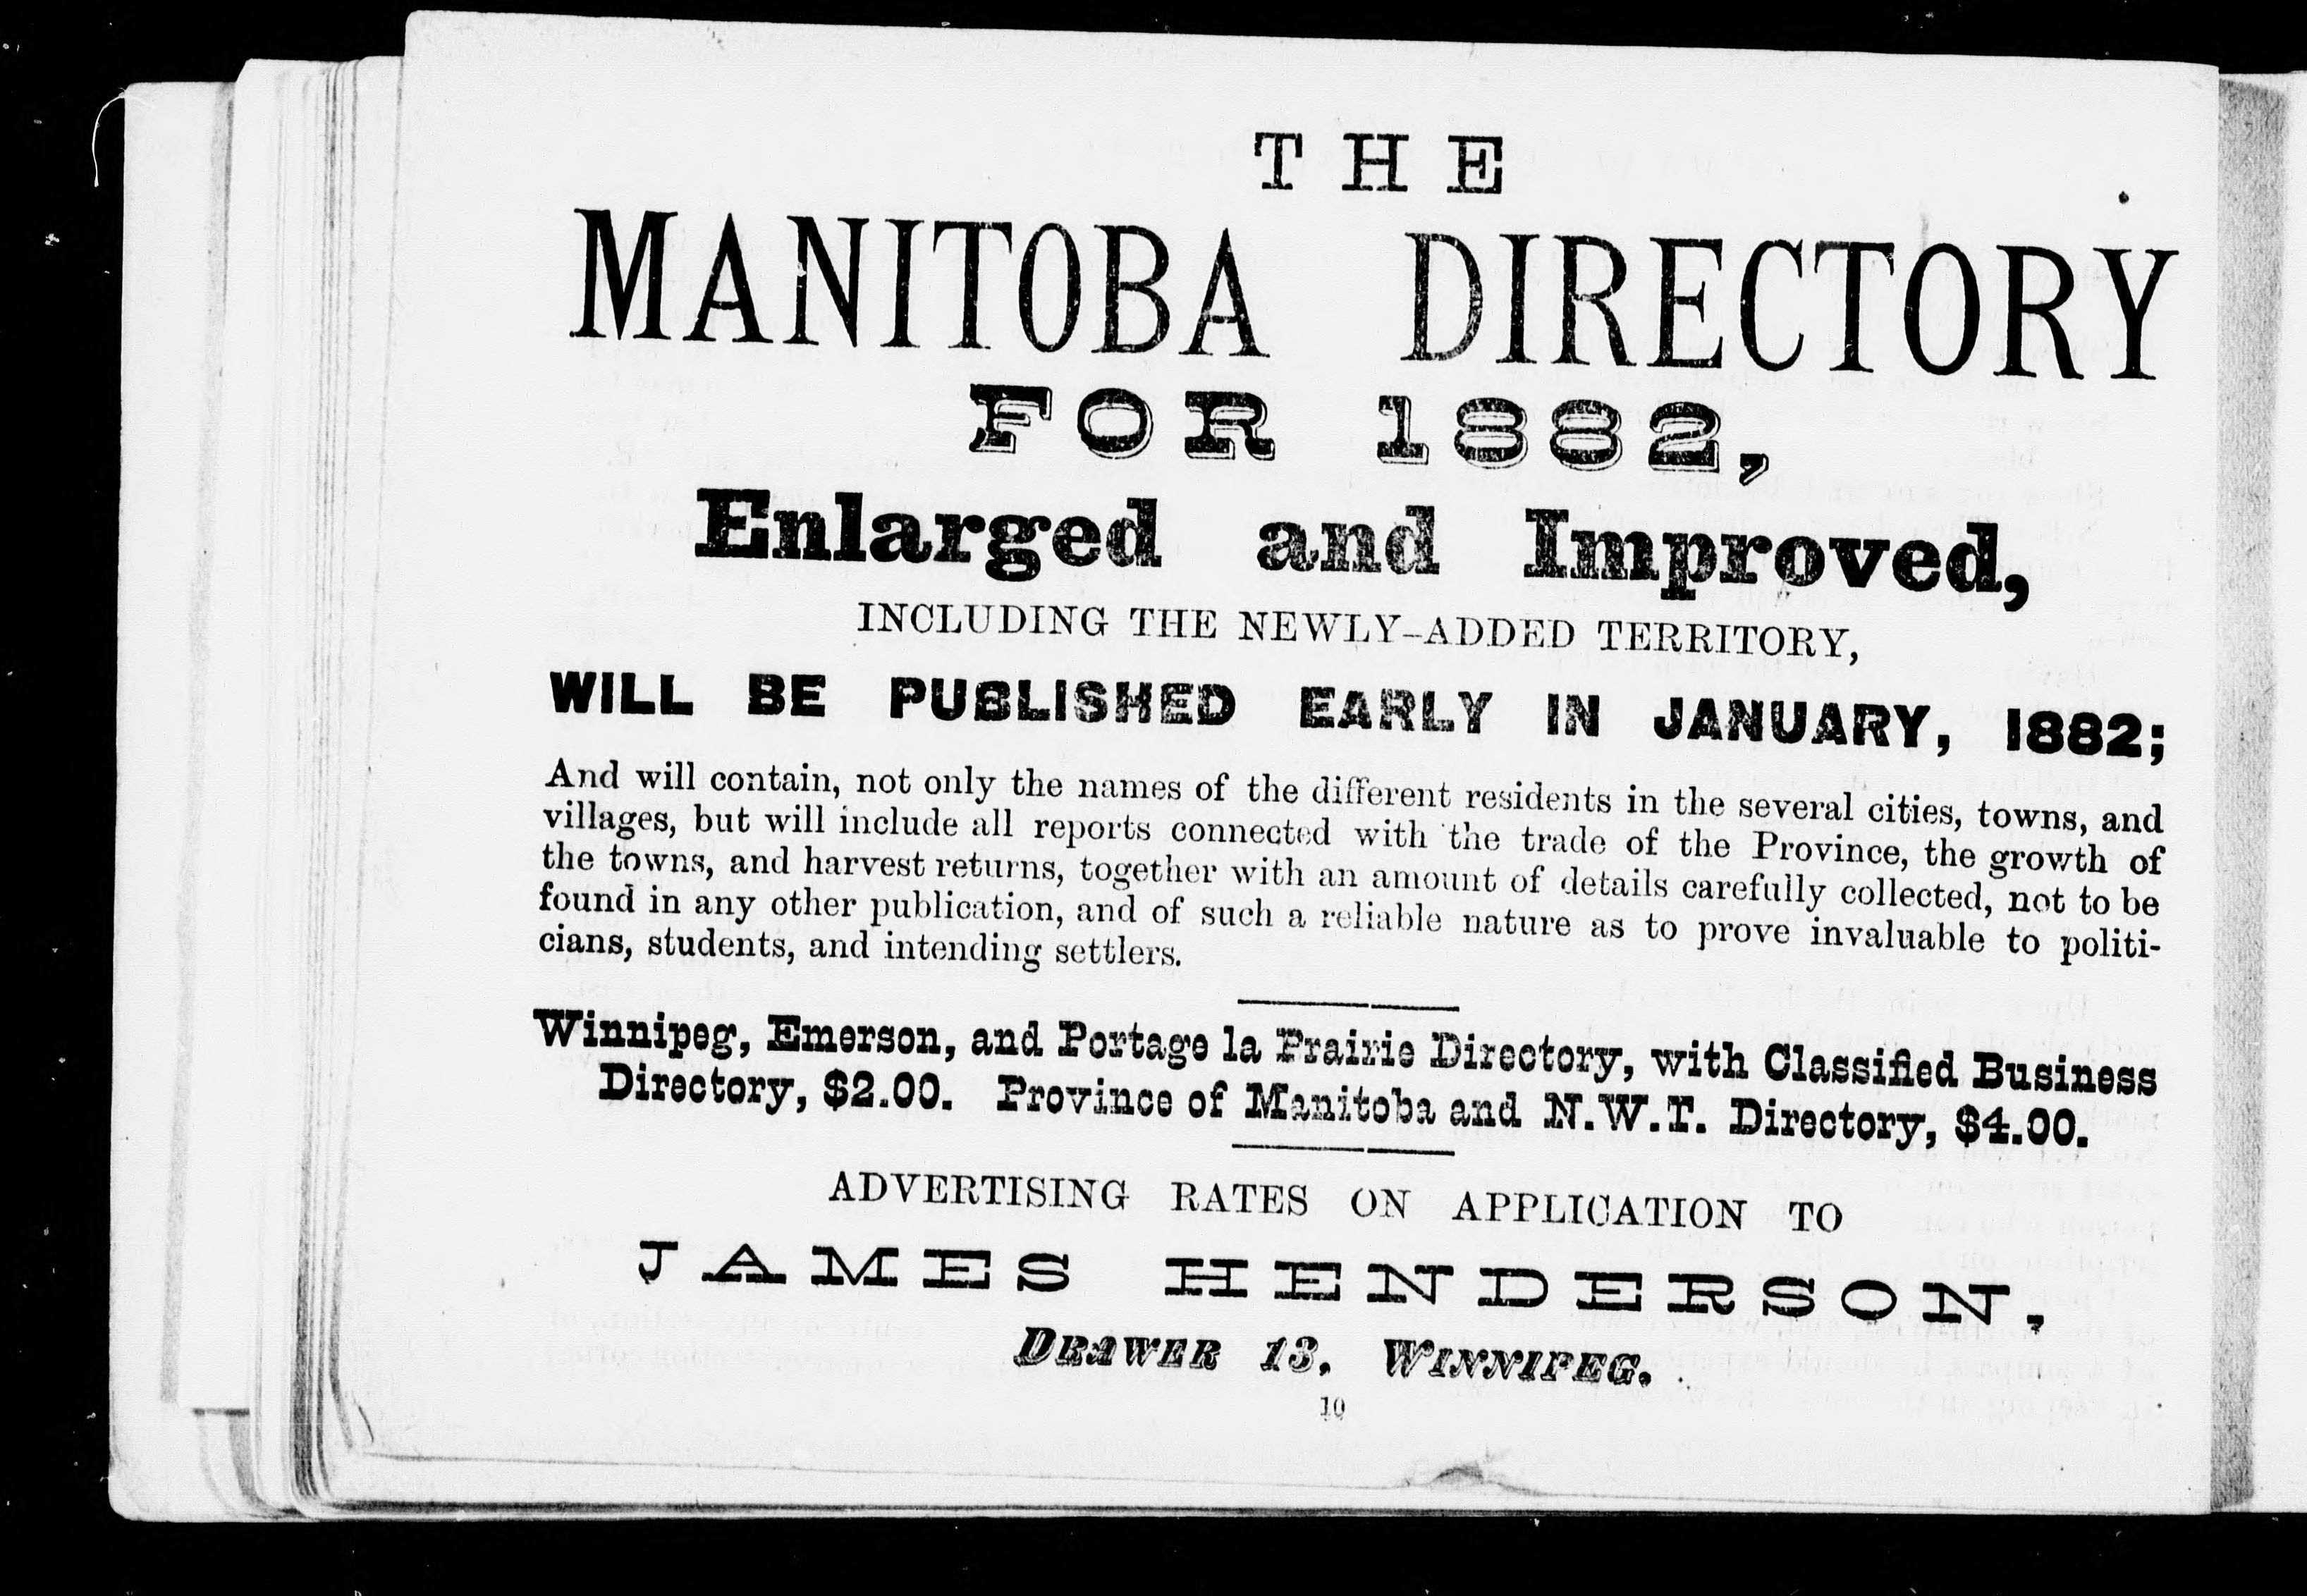 THE
MANITOBA DIRECTORY
FOR 1882,
Enlarged and Improved,
INCLUDING THE NEWLY-ADDED TERRITORY,
WILL BE PUBLISHED EARLY IN JANUARY, 1882;
And will contain, not only the names of the different residents in the several cities, towns, and
villages, but will include all reports connected with the trade of the Province, the growth of
the towns, and harvest returns, together with an amount of details carefully collected, not to be
found in any other publication, and of such a reliable nature as to prove invaluable to politi-
cians, students, and intending settlers.
Winnipeg, Emerson, and Portage la Prairie Directory, with Classified Business
Directory, $2.00. Province of Manitoba and N.W.T. Directory, $4.00.
ADVERTISING RATES ON APPLICATION TO
JAMES HENDERSON,
DRAWER 13, WINNIPEG.
10